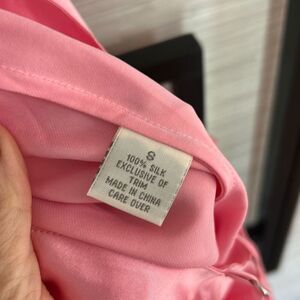 S
100% SILK
EXCLUSIVE OF
TRIM
MADE IN CHINA
CARE OVER